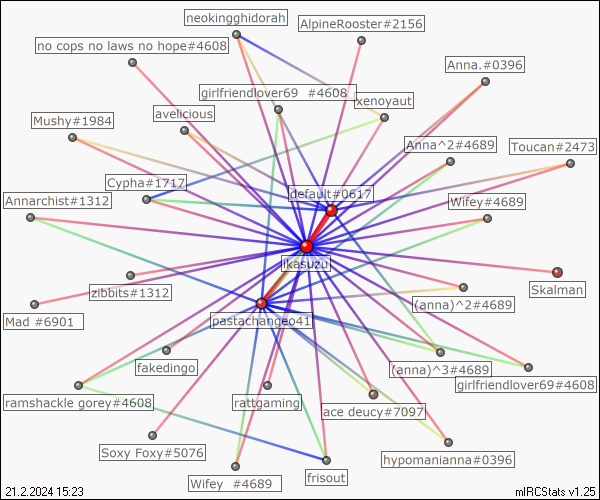 neokingghidorah
AlpineRooster#2156
no cops no laws no hope#4608
Anna.#0396
girlfriendlover69 #4608
xenoyaut
avelicious
Mushy#1984
Anna^2#4689
Toucan#2473
Cypha#1717
default#0617
Annarchist#1312
Wifey#4689
ikasuzu
zibbits#1312
Skalman
(anna)^2#4689
Mad #6901
pastachangeo41
fakedingo
(anna)^3#4689
girlfriendlover69#4608
ramshackle gorey#4608
rattgaming
ace deucy#7097
Soxy Foxy#5076
hypomanianna#0396
Wifey #4689
frisout
21.2.2024 15:23
mIRCStats v1.25